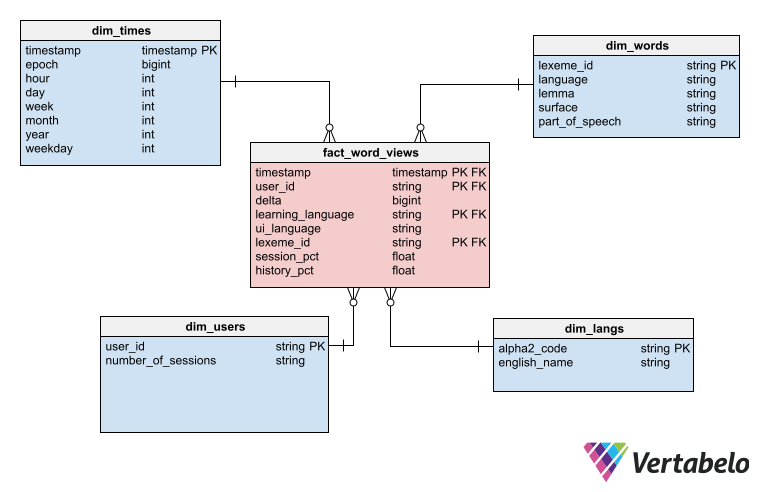 dim_times
timestamp timestamp PK
epoch bigint
hour int
day int
week int
month int
year int
weekday int
dim_words
lexeme_id string PK
language string
lemma string
surface string
part_of_speech string
fact_word_views
timestamp timestamp PK FK
user_id string PK FK
delta bigint
learning_language string PK FK
ui_language string
lexeme_id string PK FK
session_pct float
history_pct float
dim_users
user_id string PK
number_of_sessions string
dim_langs
alpha2_code string PK
english_name string
Vertabelo